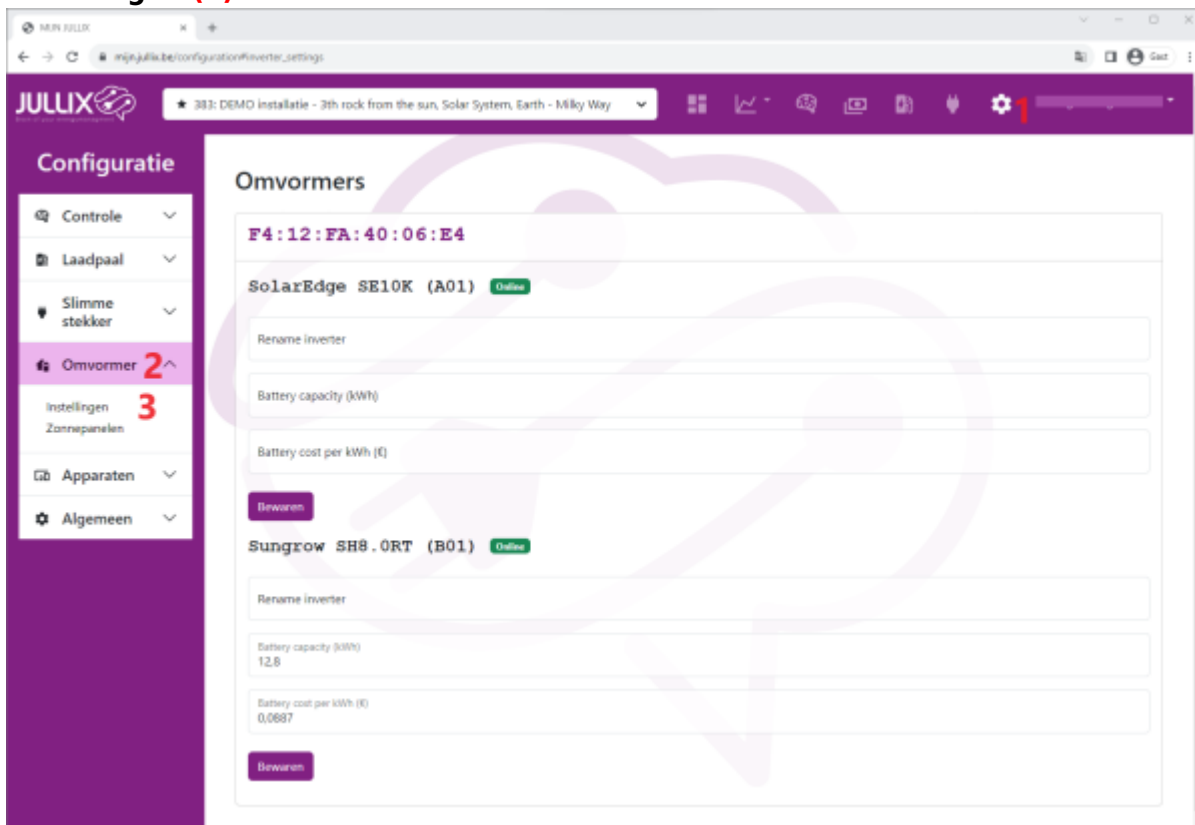 MIJN JULLIX
mijn.jullix.be/configuration#inverter_settings
Gast
JULLIX
★ 383: DEMO installatie - 3th rock from the sun, Solar System, Earth - Milky Way
1
Configuratie
Controle
Laadpaal
Slimme
stekker
Omvormer 2
Instellingen 3
Zonnepanelen
Apparaten
Algemeen
Omvormers
F4:12:FA:40:06:E4
SolarEdge SE10K (A01) Online
Rename inverter
Battery capacity (kWh)
Battery cost per kWh (€)
Bewaren
Sungrow SH8.0RT (B01) Online
Rename inverter
Battery capacity (kWh)
12,8
Battery cost per kWh (€)
0,0687
Bewaren